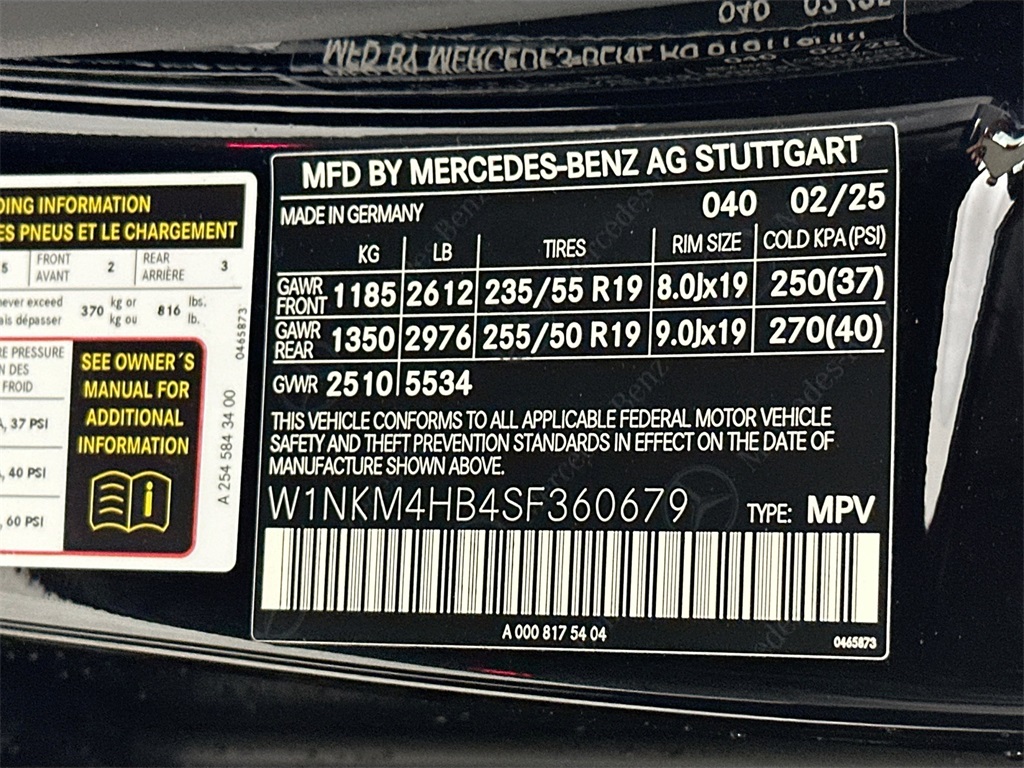 DING INFORMATION
ES PNEUS ET LE CHARGEMENT
5 FRONT AVANT 2 REAR ARRIÈRE 3
never exceed 370 kg or 816 lbs.
ais dépasser kg ou lb.
E PRESSURE
N DES
FROID
, 37 PSI
, 40 PSI
, 60 PSI
SEE OWNER´S
MANUAL FOR
ADDITIONAL
INFORMATION
0465873
A 254 584 34 00
MFD BY MERCEDES-BENZ AG STUTTGART
MADE IN GERMANY 040 02/25
KG LB TIRES RIM SIZE COLD KPA (PSI)
GAWR FRONT 1185 2612 235/55 R19 8.0Jx19 250(37)
GAWR REAR 1350 2976 255/50 R19 9.0Jx19 270(40)
GVWR 2510 5534
THIS VEHICLE CONFORMS TO ALL APPLICABLE FEDERAL MOTOR VEHICLE
SAFETY AND THEFT PREVENTION STANDARDS IN EFFECT ON THE DATE OF
MANUFACTURE SHOWN ABOVE.
W1NKM4HB4SF360679 TYPE: MPV
A 000 817 54 04
0465873